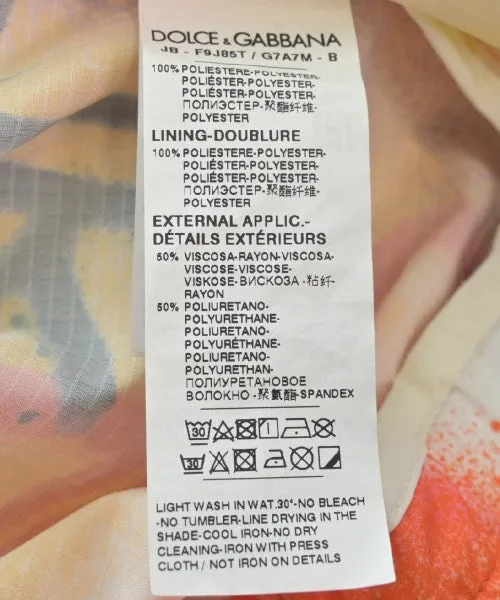 DOLCE & GABBANA
JB - F9J85T / G7A7M - B
100% POLIESTERE-POLYESTER-
POLIÉSTER-POLYESTER-
POLIÉSTER-POLYESTER-
ПОЛИЭСТЕР-聚酯纤维-
POLYESTER
LINING-DOUBLURE
100% POLIESTERE-POLYESTER-
POLIÉSTER-POLYESTER-
POLIÉSTER-POLYESTER-
ПОЛИЭСТЕР-聚酯纤维-
POLYESTER
EXTERNAL APPLIC.-
DÉTAILS EXTÉRIEURS
50% VISCOSA-RAYON-VISCOSA-
VISCOSE-VISCOSE-
VISKOSE-ВИСКОЗА -粘纤-
RAYON
50% POLIURETANO-
POLYURETHANE-
POLIURETANO-
POLYURÉTHANE-
POLIURETANO-
POLYURETHAN-
ПОЛИУРЕТАНОВОЕ
ВОЛОКНО -聚氨酯-SPANDEX
30
30
LIGHT WASH IN WAT.30°-NO BLEACH
-NO TUMBLER-LINE DRYING IN THE
SHADE-COOL IRON-NO DRY
CLEANING-IRON WITH PRESS
CLOTH / NOT IRON ON DETAILS